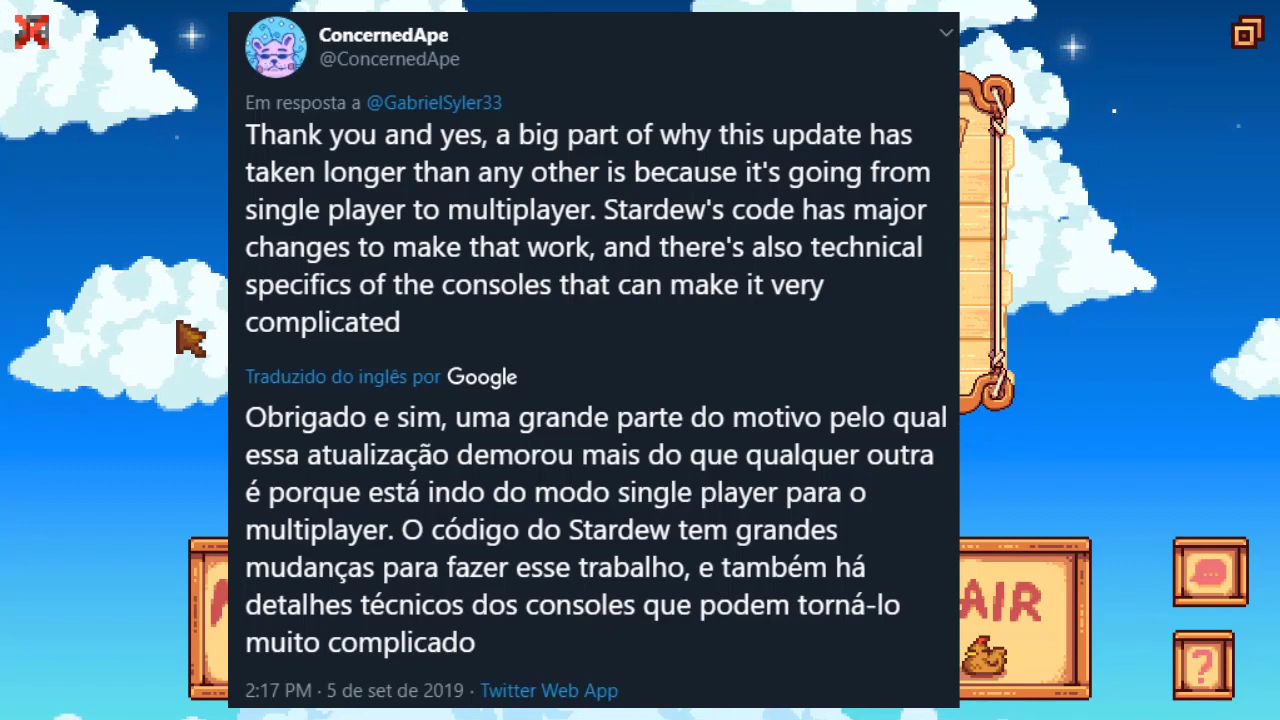 ConcernedApe
@ConcernedApe
Em resposta a @GabrielSyler33
Thank you and yes, a big part of why this update has
taken longer than any other is because it's going from
single player to multiplayer. Stardew's code has major
changes to make that work, and there's also technical
specifics of the consoles that can make it very
complicated
Traduzido do inglês por Google
Obrigado e sim, uma grande parte do motivo pelo qual
essa atualização demorou mais do que qualquer outra
é porque está indo do modo single player para o
multiplayer. O código do Stardew tem grandes
mudanças para fazer esse trabalho, e também há
detalhes técnicos dos consoles que podem torná-lo
muito complicado
2:17 PM · 5 de set de 2019 · Twitter Web App
AIR
?